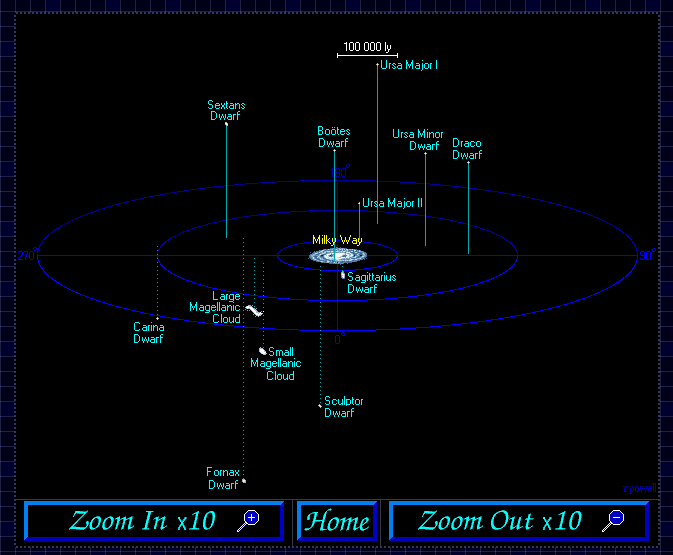 100 000 ly
Ursa Major I
Sextans
Dwarf
Boötes
Dwarf
Ursa Minor
Dwarf
Draco
Dwarf
180°
Ursa Major II
Milky Way
270°
90°
Sagittarius
Dwarf
Large
Magellanic
Cloud
Carina
Dwarf
0°
Small
Magellanic
Cloud
Sculptor
Dwarf
Fornax
Dwarf
rpowell
Zoom In x10
Home
Zoom Out x10